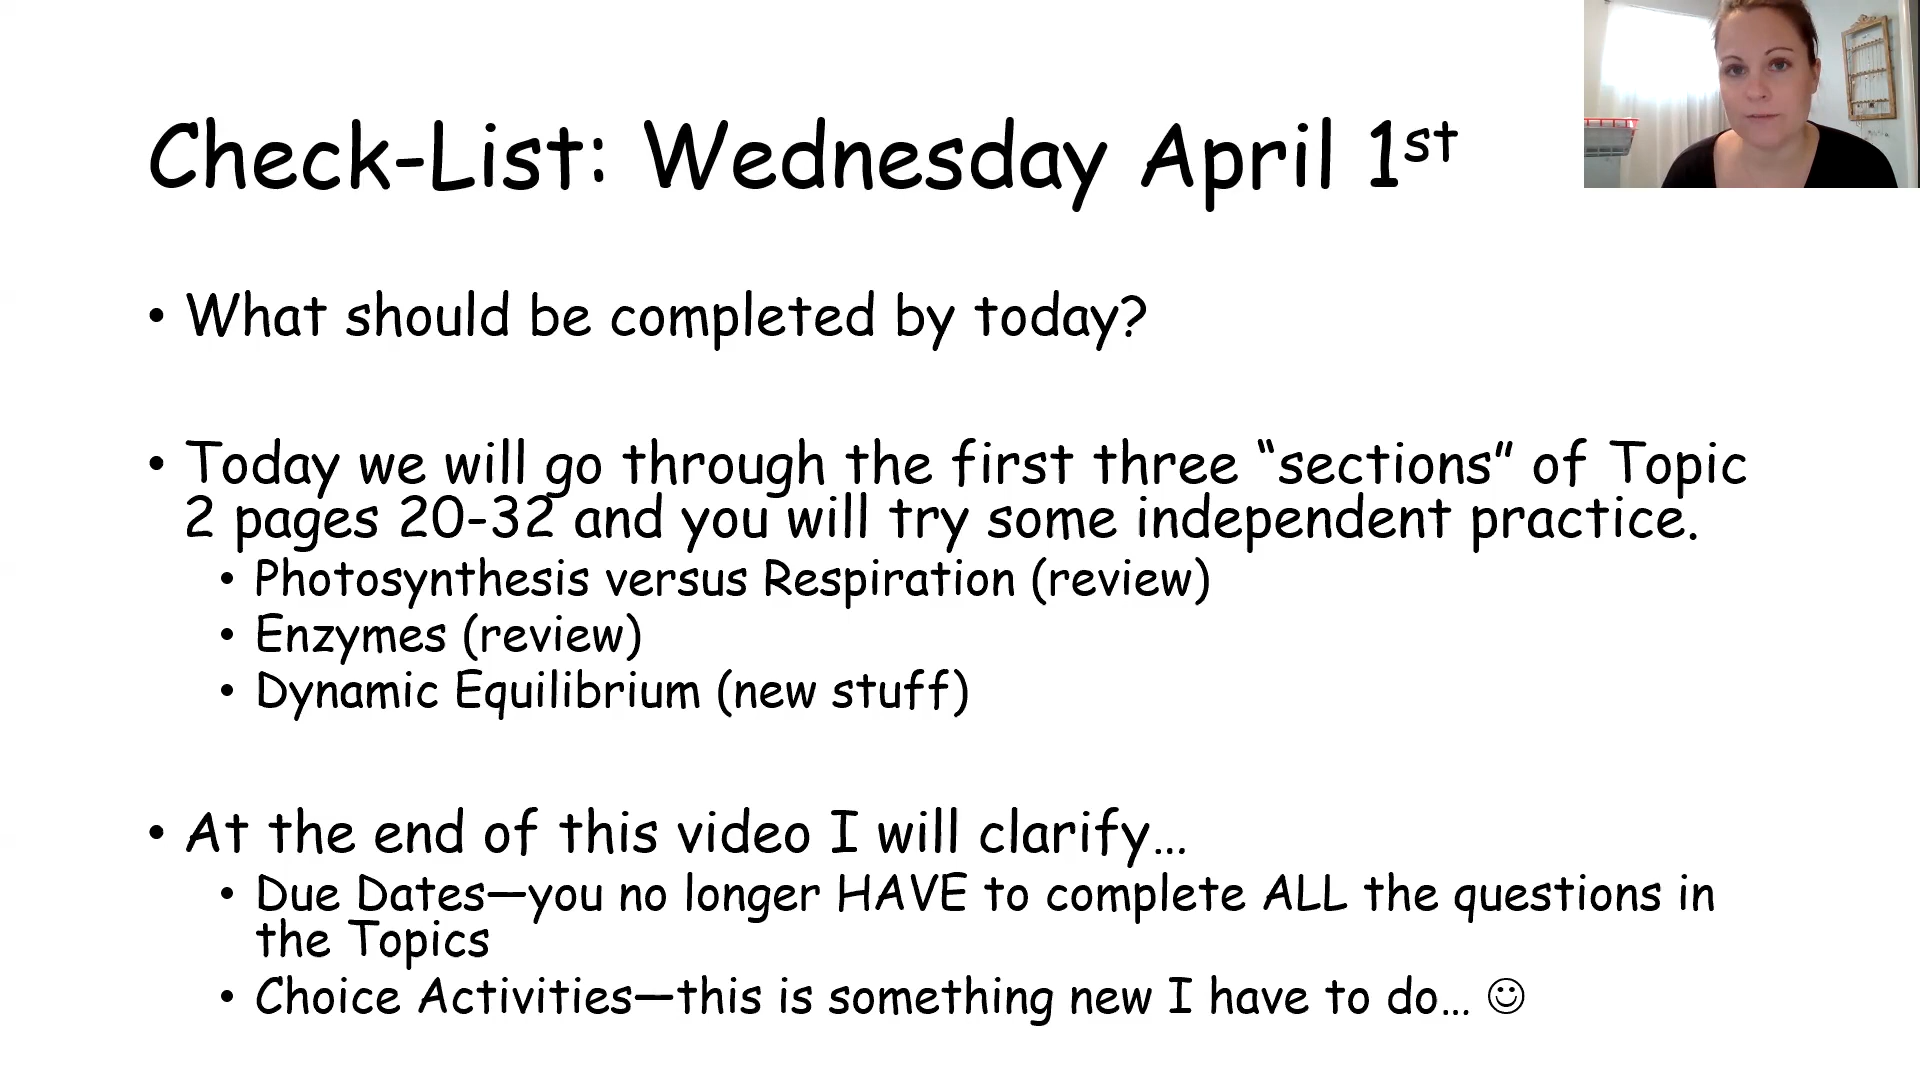 Check-List: Wednesday April 1st
• What should be completed by today?
• Today we will go through the first three “sections” of Topic
2 pages 20-32 and you will try some independent practice.
• Photosynthesis versus Respiration (review)
• Enzymes (review)
• Dynamic Equilibrium (new stuff)
• At the end of this video I will clarify…
• Due Dates—you no longer HAVE to complete ALL the questions in
the Topics
• Choice Activities—this is something new I have to do… ☺